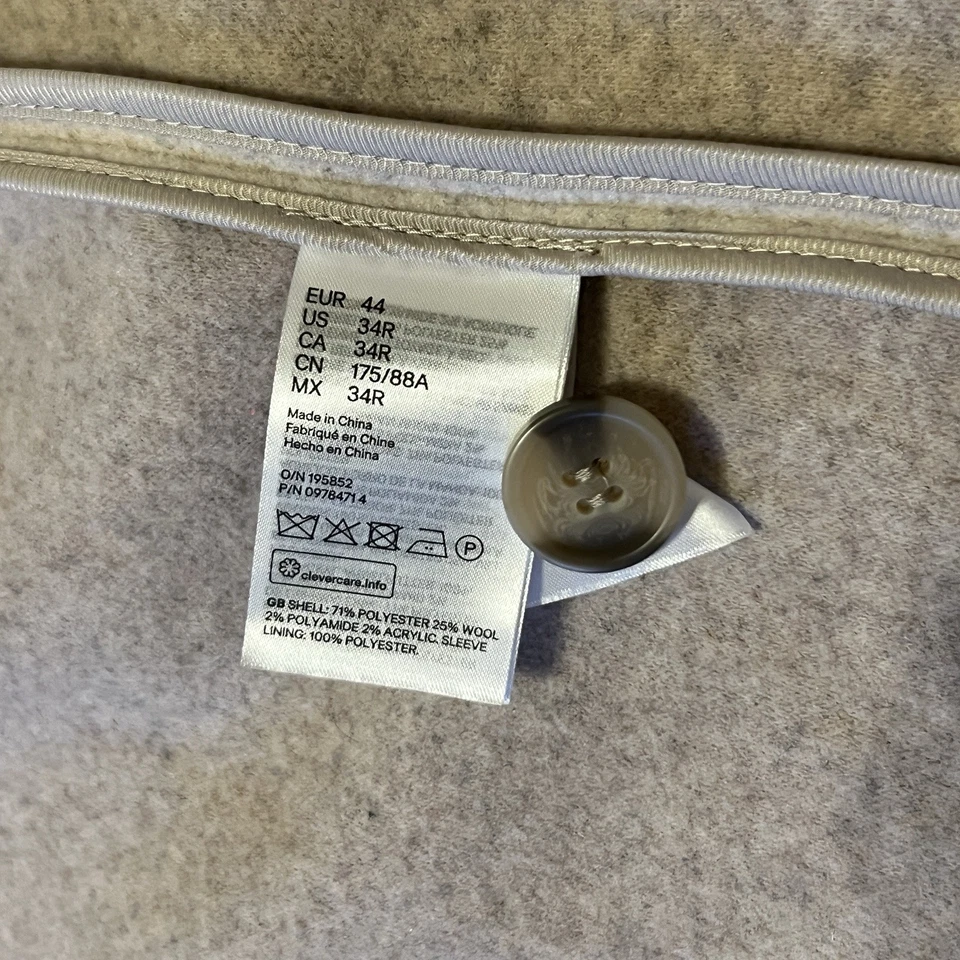 EUR 44
US 34R
CA 34R
CN 175/88A
MX 34R
Made in China
Fabriqué en Chine
Hecho en China
O/N 195852
P/N 09784714
P
clevercare.info
GB SHELL: 71% POLYESTER 25% WOOL
2% POLYAMIDE 2% ACRYLIC. SLEEVE
LINING: 100% POLYESTER.